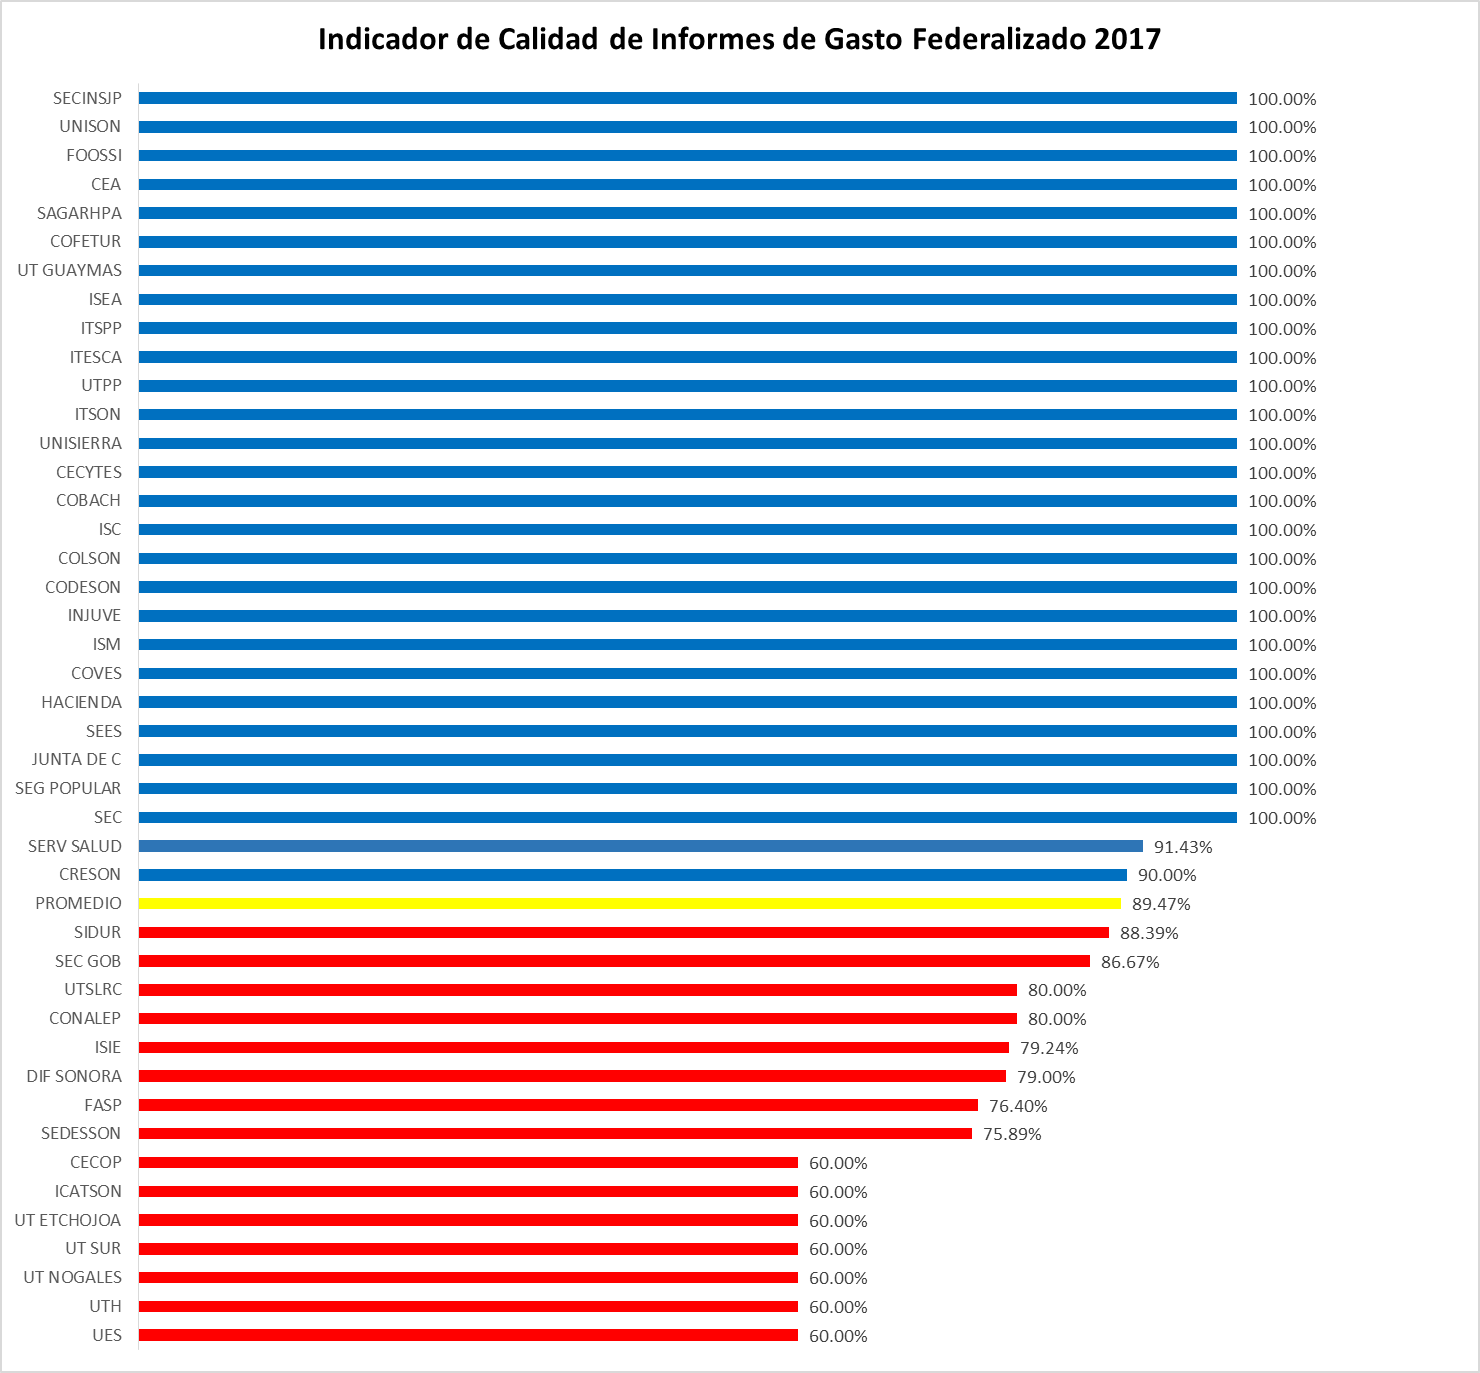 Indicador de Calidad de Informes de Gasto Federalizado 2017
SECINSJP 100.00%
UNISON 100.00%
FOOSSI 100.00%
CEA 100.00%
SAGARHPA 100.00%
COFETUR 100.00%
UT GUAYMAS 100.00%
ISEA 100.00%
ITSPP 100.00%
ITESCA 100.00%
UTPP 100.00%
ITSON 100.00%
UNISIERRA 100.00%
CECYTES 100.00%
COBACH 100.00%
ISC 100.00%
COLSON 100.00%
CODESON 100.00%
INJUVE 100.00%
ISM 100.00%
COVES 100.00%
HACIENDA 100.00%
SEES 100.00%
JUNTA DE C 100.00%
SEG POPULAR 100.00%
SEC 100.00%
SERV SALUD 91.43%
CRESON 90.00%
PROMEDIO 89.47%
SIDUR 88.39%
SEC GOB 86.67%
UTSLRC 80.00%
CONALEP 80.00%
ISIE 79.24%
DIF SONORA 79.00%
FASP 76.40%
SEDESSON 75.89%
CECOP 60.00%
ICATSON 60.00%
UT ETCHOJOA 60.00%
UT SUR 60.00%
UT NOGALES 60.00%
UTH 60.00%
UES 60.00%